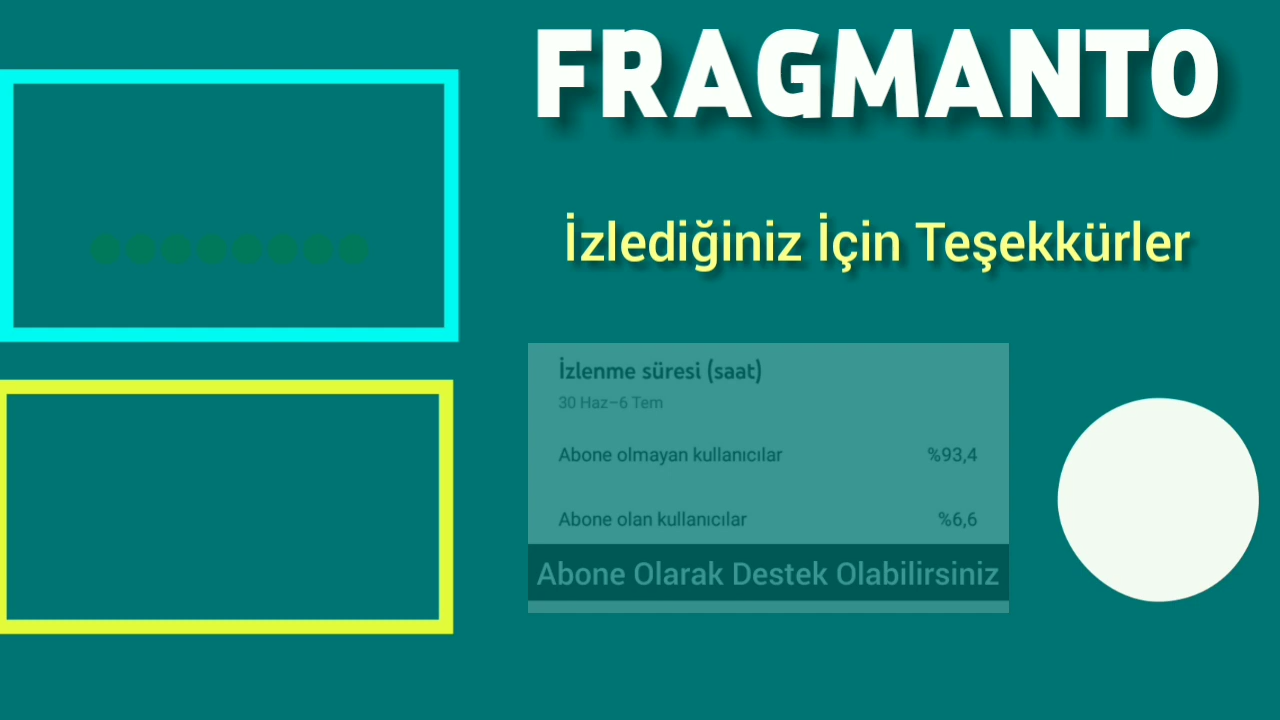 FRAGMANTO
İzlediğiniz İçin Teşekkürler
İzlenme süresi (saat)
30 Haz–6 Tem
Abone olmayan kullanıcılar %93,4
Abone olan kullanıcılar %6,6
Abone Olarak Destek Olabilirsiniz